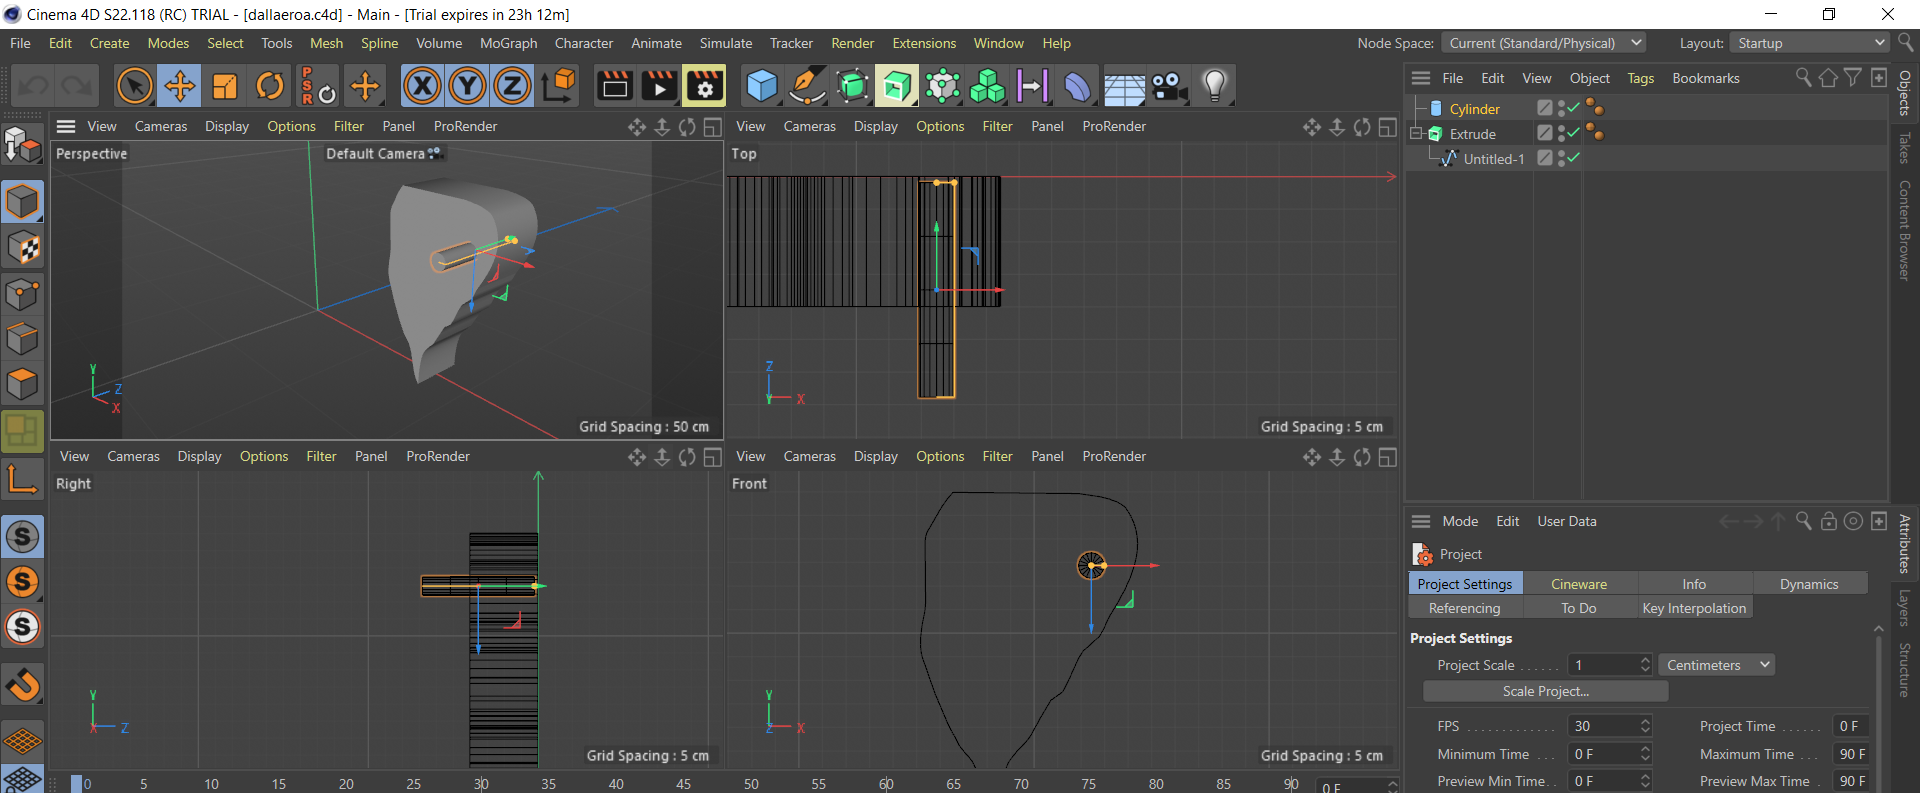 Cinema 4D S22.118 (RC) TRIAL - [dallaeroa.c4d] - Main - [Trial expires in 23h 12m]
File Edit Create Modes Select Tools Mesh Spline Volume MoGraph Character Animate Simulate Tracker Render Extensions Window Help Node Space: Current (Standard/Physical) Layout: Startup
P S R X Y Z
File Edit View Object Tags Bookmarks
Objects
Takes
Content Browser
Cylinder
Extrude
Untitled-1
View Cameras Display Options Filter Panel ProRender
Perspective Default Camera
Y Z X
Grid Spacing : 50 cm
View Cameras Display Options Filter Panel ProRender
Top
Z Y X
Grid Spacing : 5 cm
View Cameras Display Options Filter Panel ProRender
Right
Y X Z
Grid Spacing : 5 cm
View Cameras Display Options Filter Panel ProRender
Front
Y Z X
Grid Spacing : 5 cm
S
S
S
0 5 10 15 20 25 30 35 40 45 50 55 60 65 70 75 80 85 90 0 F
Mode Edit User Data
Attributes
Layers
Structure
Project
Project Settings Cineware Info Dynamics
Referencing To Do Key Interpolation
Project Settings
Project Scale . . . . . . 1 Centimeters
Scale Project...
FPS . . . . . . . . . . . . . 30 Project Time . . . . . . 0 F
Minimum Time . . . 0 F Maximum Time . . . 90 F
Preview Min Time. . 0 F Preview Max Time . 90 F